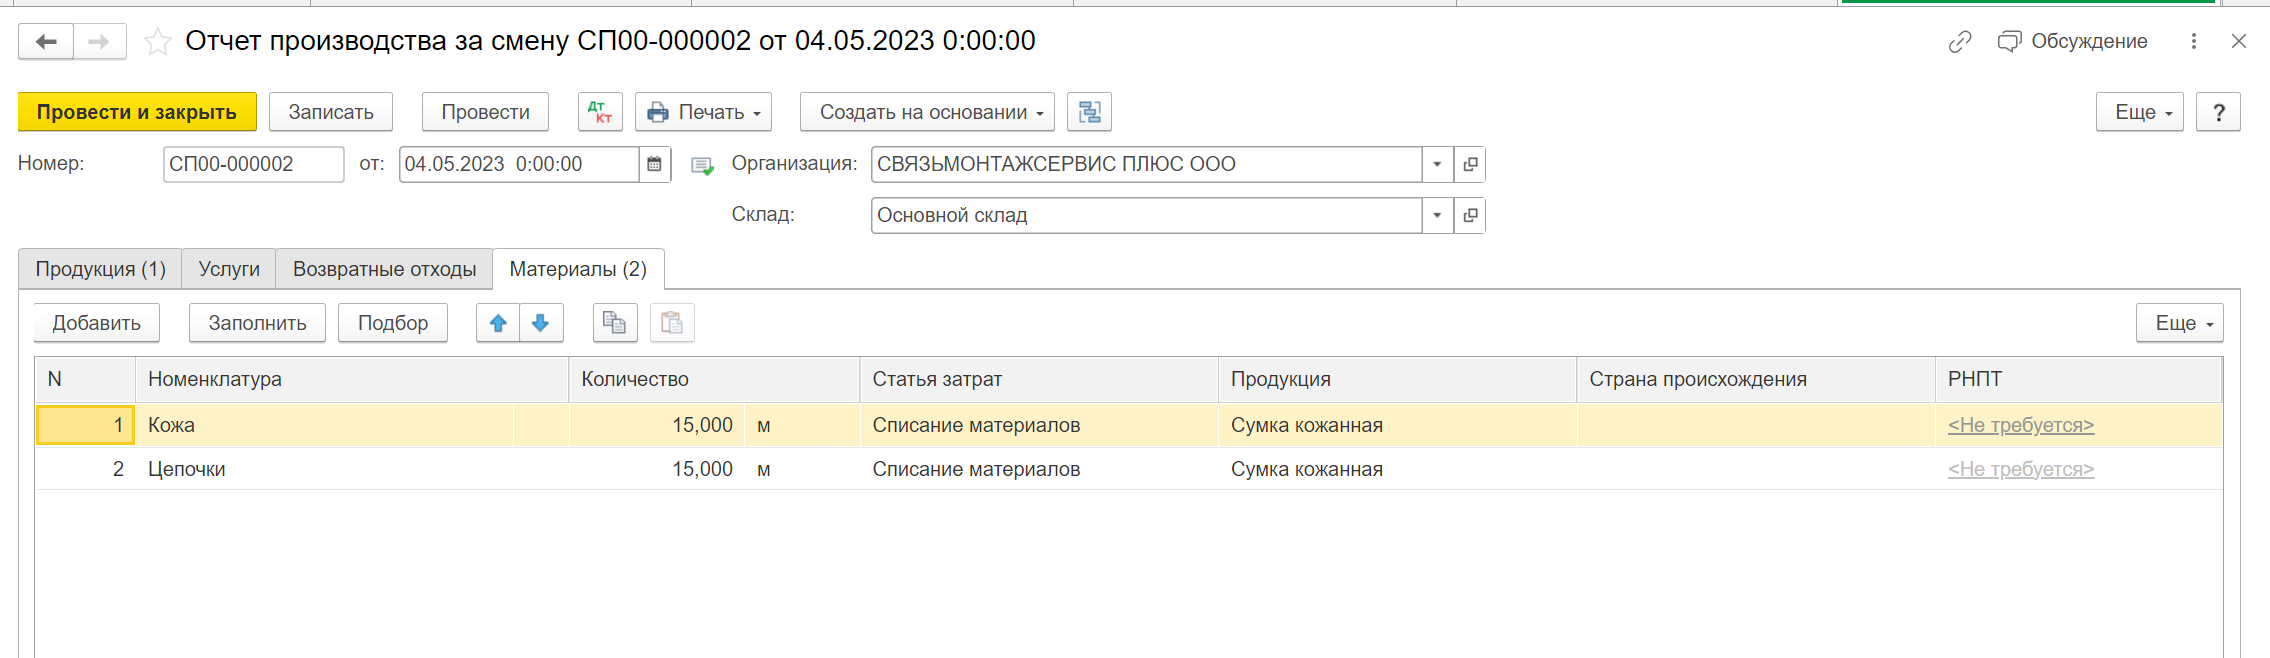 Отчет производства за смену СП00-000002 от 04.05.2023 0:00:00
Обсуждение
Провести и закрыть Записать Провести Дт Кт Печать Создать на основании Еще ?
Номер: СП00-000002 от: 04.05.2023 0:00:00 Организация: СВЯЗЬМОНТАЖСЕРВИС ПЛЮС ООО
Склад: Основной склад
Продукция (1) Услуги Возвратные отходы Материалы (2)
Добавить Заполнить Подбор Еще
N Номенклатура Количество Статья затрат Продукция Страна происхождения РНПТ
1 Кожа 15,000 м Списание материалов Сумка кожанная <Не требуется>
2 Цепочки 15,000 м Списание материалов Сумка кожанная <Не требуется>